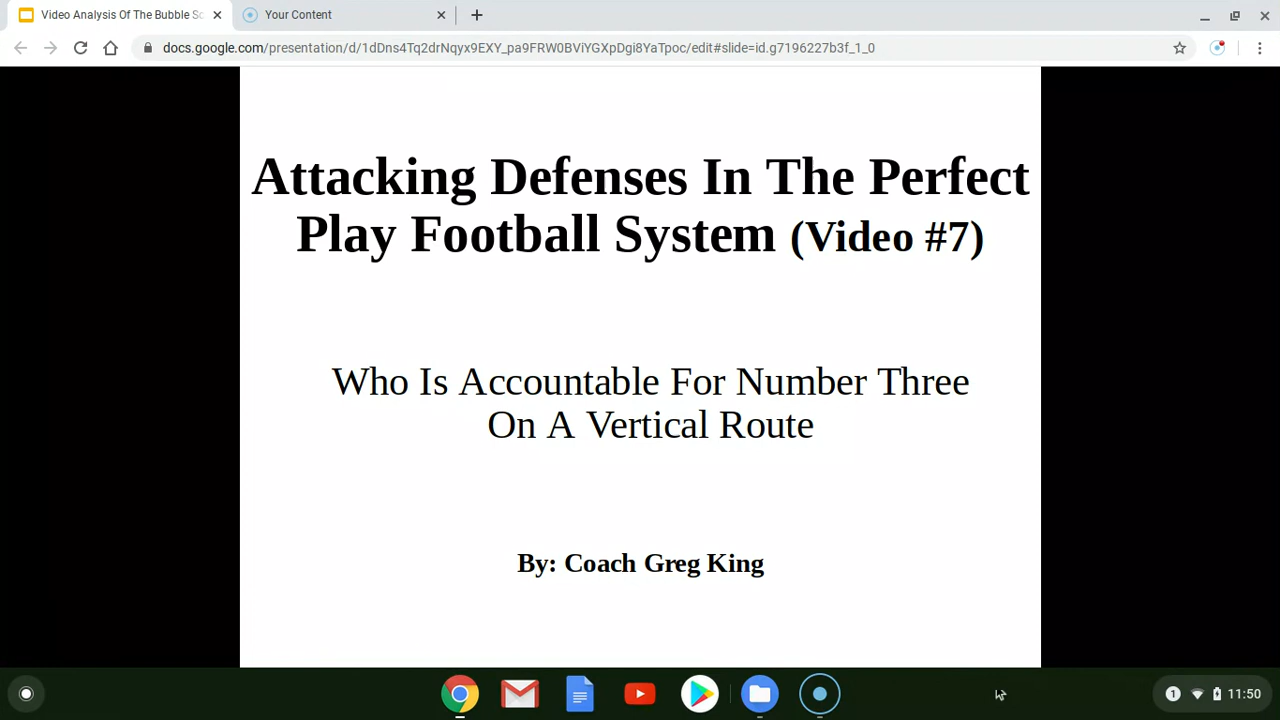 Video Analysis Of The Bubble Sc
Your Content
docs.google.com/presentation/d/1dDns4Tq2drNqyx9EXY_pa9FRW0BViYGXpDgi8YaTpoc/edit#slide=id.g7196227b3f_1_0
Attacking Defenses In The Perfect
Play Football System (Video #7)
Who Is Accountable For Number Three
On A Vertical Route
By: Coach Greg King
1
11:50